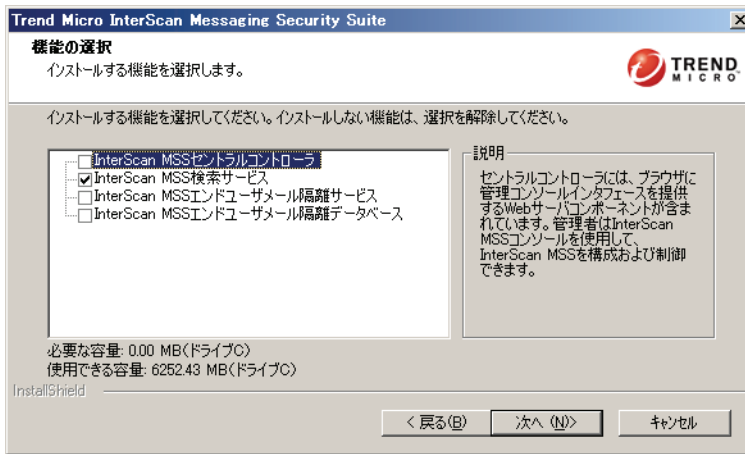 Trend Micro InterScan Messaging Security Suite
機能の選択
インストールする機能を選択します。
TREND
MICRO
インストールする機能を選択してください。インストールしない機能は、選択を解除してください。
InterScan MSSセントラルコントローラ
InterScan MSS検索サービス
InterScan MSSエンドユーザメール隔離サービス
InterScan MSSエンドユーザメール隔離データベース
説明
セントラルコントローラには、ブラウザに
管理コンソールインタフェースを提供
するWebサーバコンポーネントが含ま
れています。管理者はInterScan
MSSコンソールを使用して、
InterScan MSSを構成および制御
できます。
必要な容量: 0.00 MB(ドライブC)
使用できる容量: 6252.43 MB(ドライブC)
InstallShield
< 戻る(B)
次へ (N)>
キャンセル